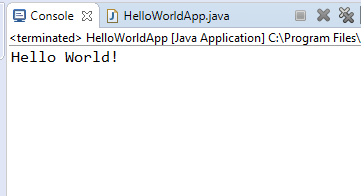 Console HelloWorldApp.java
<terminated> HelloWorldApp [Java Application] C:\Program Files\
Hello World!